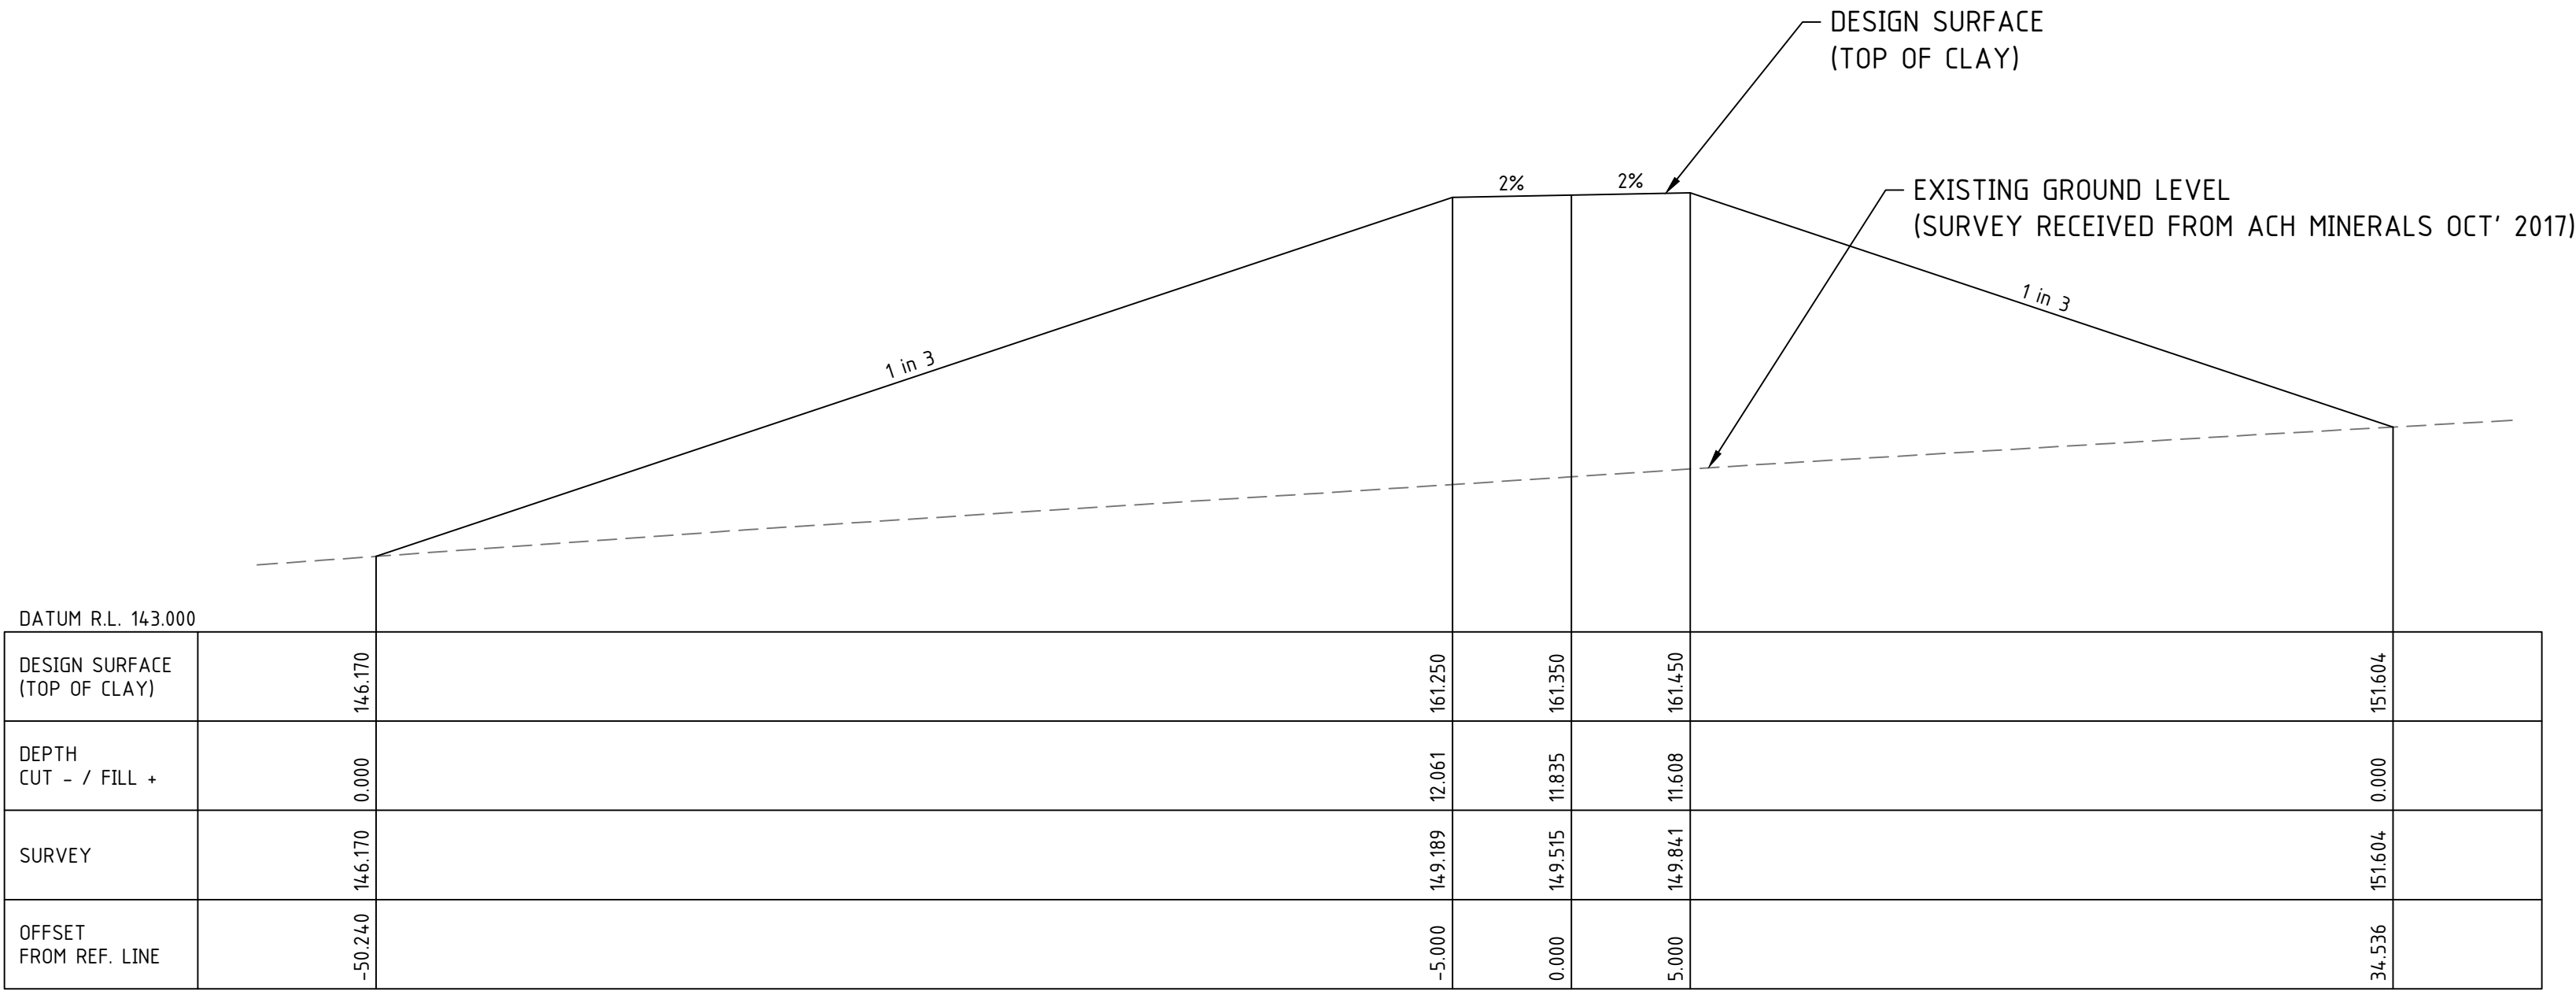 DESIGN SURFACE
(TOP OF CLAY)
2%
2%
EXISTING GROUND LEVEL
(SURVEY RECEIVED FROM ACH MINERALS OCT' 2017)
1 in 3
1 in 3
DATUM R.L. 143.000
DESIGN SURFACE
(TOP OF CLAY)
146.170
161.250
161.350
161.450
151.604
DEPTH
CUT - / FILL +
0.000
12.061
11.835
11.608
0.000
SURVEY
146.170
149.189
149.515
149.841
151.604
OFFSET
FROM REF. LINE
-50.240
-5.000
0.000
5.000
34.536